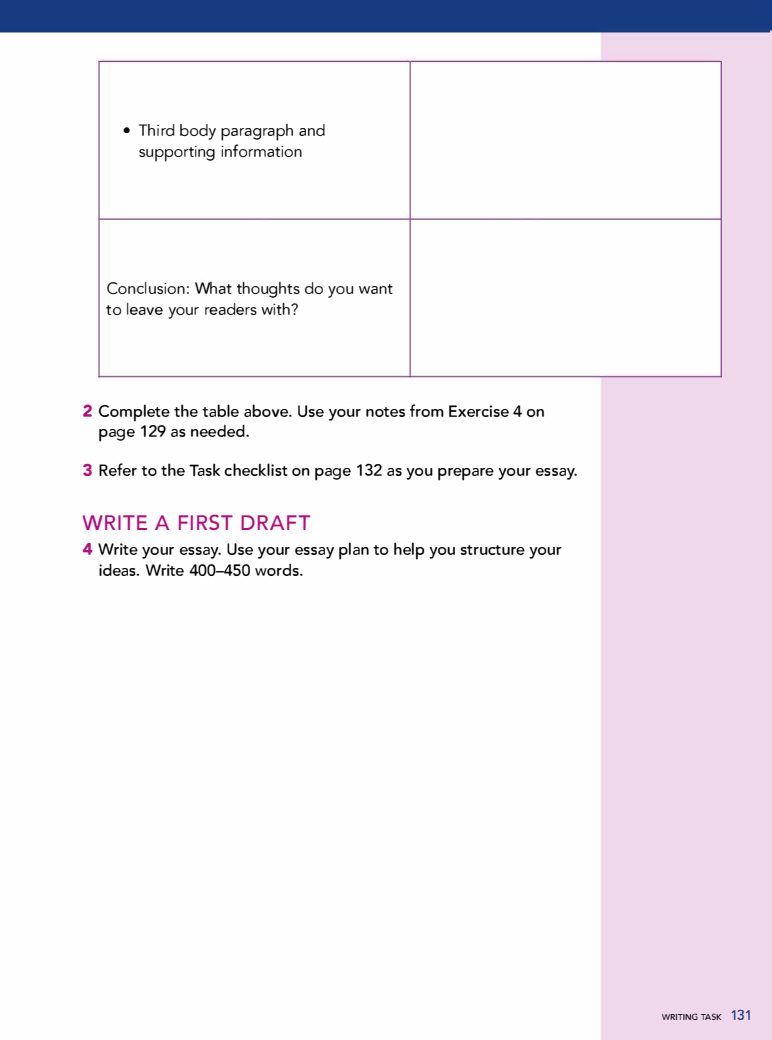 • Third body paragraph and
supporting information
Conclusion: What thoughts do you want
to leave your readers with?
2 Complete the table above. Use your notes from Exercise 4 on
page 129 as needed.
3 Refer to the Task checklist on page 132 as you prepare your essay.
WRITE A FIRST DRAFT
4 Write your essay. Use your essay plan to help you structure your
ideas. Write 400–450 words.
WRITING TASK 131